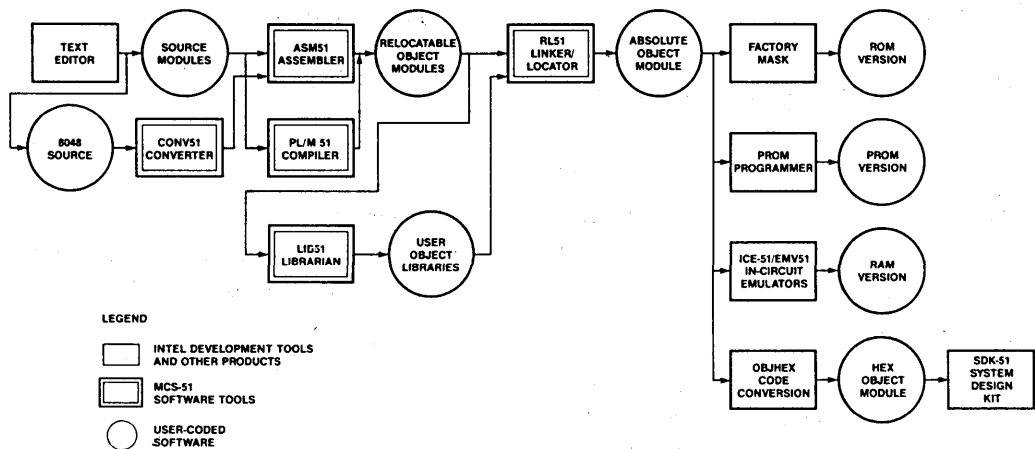 TEXT
EDITOR
SOURCE
MODULES
ASM51
ASSEMBLER
RELOCATABLE
OBJECT
MODULES
RL51
LINKER/
LOCATOR
ABSOLUTE
OBJECT
MODULE
FACTORY
MASK
ROM
VERSION
8048
SOURCE
CONV51
CONVERTER
PL/M 51
COMPILER
PROM
PROGRAMMER
PROM
VERSION
LIB51
LIBRARIAN
USER
OBJECT
LIBRARIES
ICE-51/EMV51
IN-CIRCUIT
EMULATORS
RAM
VERSION
OBJHEX
CODE
CONVERSION
HEX
OBJECT
MODULE
SDK-51
SYSTEM
DESIGN
KIT
LEGEND
INTEL DEVELOPMENT TOOLS
AND OTHER PRODUCTS
MCS-51
SOFTWARE TOOLS
USER-CODED
SOFTWARE